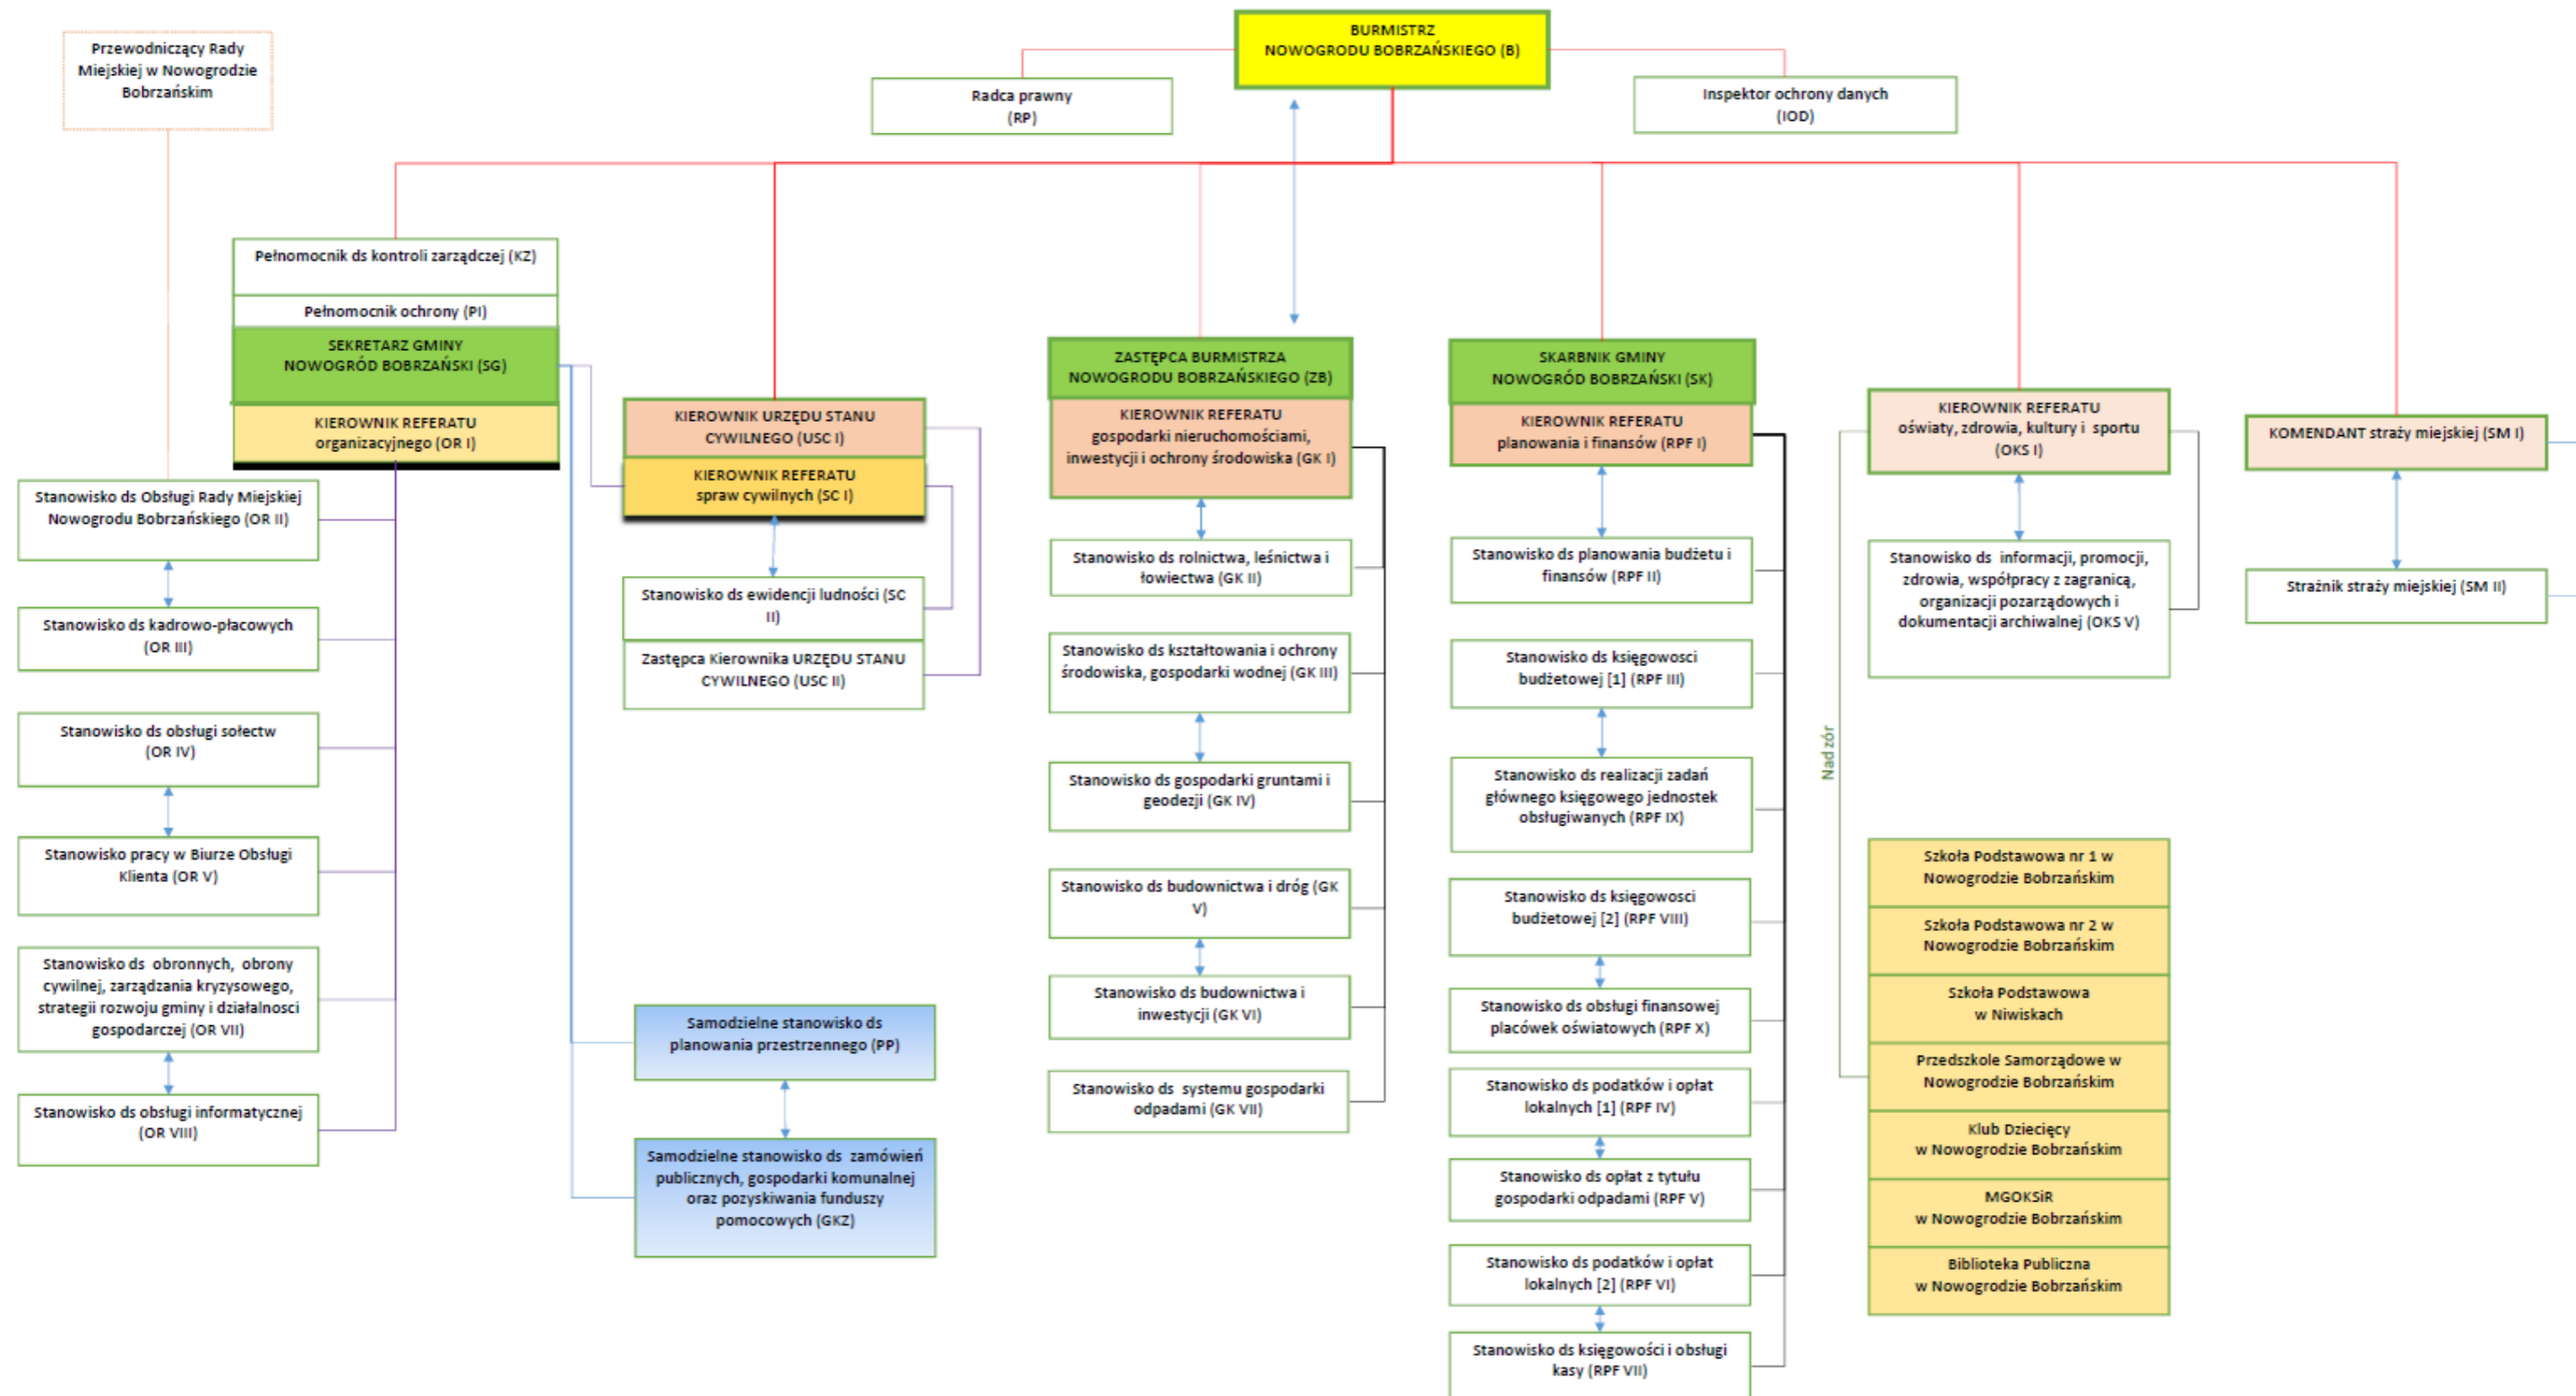 BURMISTRZ
NOWOGRODU BOBRZAŃSKIEGO (B)
Przewodniczący Rady
Miejskiej w Nowogrodzie
Bobrzańskim
Radca prawny
(RP)
Inspektor ochrony danych
(IOD)
Pełnomocnik ds kontroli zarządczej (KZ)
Pełnomocnik ochrony (PI)
SEKRETARZ GMINY
NOWOGRÓD BOBRZAŃSKI (SG)
KIEROWNIK REFERATU
organizacyjnego (OR I)
Stanowisko ds Obsługi Rady Miejskiej
Nowogrodu Bobrzańskiego (OR II)
Stanowisko ds kadrowo-płacowych
(OR III)
Stanowisko ds obsługi sołectw
(OR IV)
Stanowisko pracy w Biurze Obsługi
Klienta (OR V)
Stanowisko ds obronnych, obrony
cywilnej, zarządzania kryzysowego,
strategii rozwoju gminy i działalnosci
gospodarczej (OR VII)
Stanowisko ds obsługi informatycznej
(OR VIII)
KIEROWNIK URZĘDU STANU
CYWILNEGO (USC I)
KIEROWNIK REFERATU
spraw cywilnych (SC I)
Stanowisko ds ewidencji ludności (SC
II)
Zastępca Kierownika URZĘDU STANU
CYWILNEGO (USC II)
Samodzielne stanowisko ds
planowania przestrzennego (PP)
Samodzielne stanowisko ds zamówień
publicznych, gospodarki komunalnej
oraz pozyskiwania funduszy
pomocowych (GKZ)
ZASTĘPCA BURMISTRZA
NOWOGRODU BOBRZAŃSKIEGO (ZB)
KIEROWNIK REFERATU
gospodarki nieruchomościami,
inwestycji i ochrony środowiska (GK I)
Stanowisko ds rolnictwa, leśnictwa i
łowiectwa (GK II)
Stanowisko ds kształtowania i ochrony
środowiska, gospodarki wodnej (GK III)
Stanowisko ds gospodarki gruntami i
geodezji (GK IV)
Stanowisko ds budownictwa i dróg (GK
V)
Stanowisko ds budownictwa i
inwestycji (GK VI)
Stanowisko ds systemu gospodarki
odpadami (GK VII)
SKARBNIK GMINY
NOWOGRÓD BOBRZAŃSKI (SK)
KIEROWNIK REFERATU
planowania i finansów (RPF I)
Stanowisko ds planowania budżetu i
finansów (RPF II)
Stanowisko ds księgowosci
budżetowej [1] (RPF III)
Stanowisko ds realizacji zadań
głównego księgowego jednostek
obsługiwanych (RPF IX)
Stanowisko ds księgowosci
budżetowej [2] (RPF VIII)
Stanowisko ds obsługi finansowej
placówek oświatowych (RPF X)
Stanowisko ds podatków i opłat
lokalnych [1] (RPF IV)
Stanowisko ds opłat z tytułu
gospodarki odpadami (RPF V)
Stanowisko ds podatków i opłat
lokalnych [2] (RPF VI)
Stanowisko ds księgowości i obsługi
kasy (RPF VII)
KIEROWNIK REFERATU
oświaty, zdrowia, kultury i sportu
(OKS I)
Stanowisko ds informacji, promocji,
zdrowia, współpracy z zagranicą,
organizacji pozarządowych i
dokumentacji archiwalnej (OKS V)
Nadzór
Szkoła Podstawowa nr 1 w
Nowogrodzie Bobrzańskim
Szkoła Podstawowa nr 2 w
Nowogrodzie Bobrzańskim
Szkoła Podstawowa
w Niwiskach
Przedszkole Samorządowe w
Nowogrodzie Bobrzańskim
Klub Dziecięcy
w Nowogrodzie Bobrzańskim
MGOKSiR
w Nowogrodzie Bobrzańskim
Biblioteka Publiczna
w Nowogrodzie Bobrzańskim
KOMENDANT straży miejskiej (SM I)
Strażnik straży miejskiej (SM II)